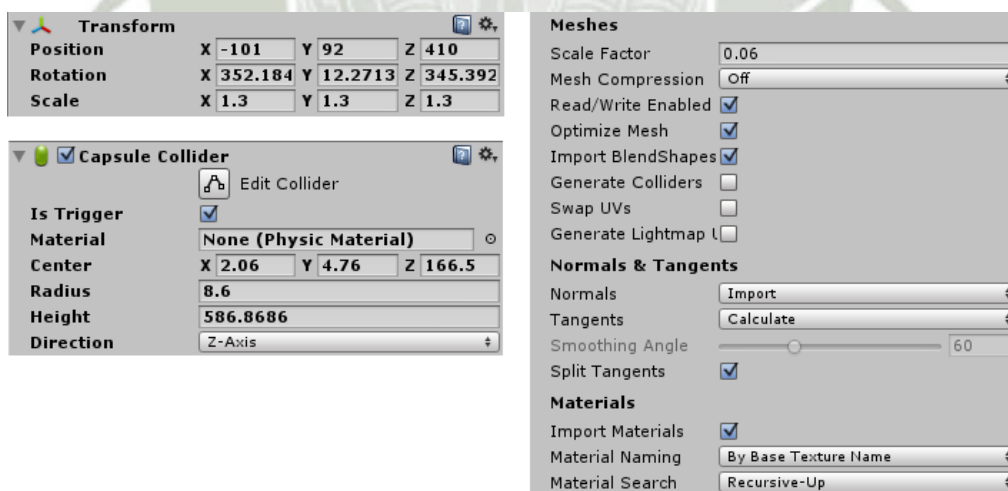 Transform
Position X -101 Y 92 Z 410
Rotation X 352.184 Y 12.2713 Z 345.392
Scale X 1.3 Y 1.3 Z 1.3
Capsule Collider
Edit Collider
Is Trigger
Material None (Physic Material)
Center X 2.06 Y 4.76 Z 166.5
Radius 8.6
Height 586.8686
Direction Z-Axis
Meshes
Scale Factor 0.06
Mesh Compression Off
Read/Write Enabled
Optimize Mesh
Import BlendShapes
Generate Colliders
Swap UVs
Generate Lightmap
Normals & Tangents
Normals Import
Tangents Calculate
Smoothing Angle 60
Split Tangents
Materials
Import Materials
Material Naming By Base Texture Name
Material Search Recursive-Up